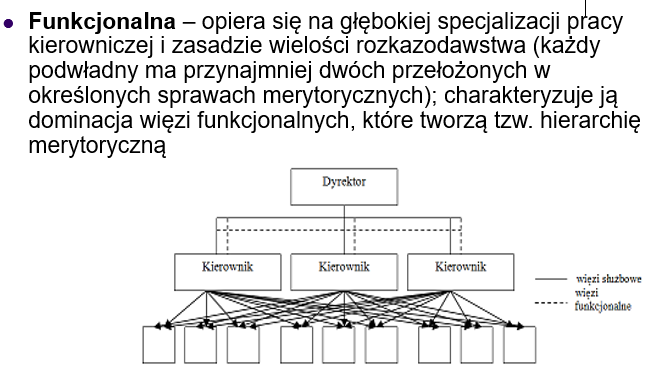 Funkcjonalna – opiera się na głębokiej specjalizacji pracy
kierowniczej i zasadzie wielości rozkazodawstwa (każdy
podwładny ma przynajmniej dwóch przełożonych w
określonych sprawach merytorycznych); charakteryzuje ją
dominacja więzi funkcjonalnych, które tworzą tzw. hierarchię
merytoryczną
Dyrektor
Kierownik
Kierownik
Kierownik
więzi służbowe
więzi
funkcjonalne